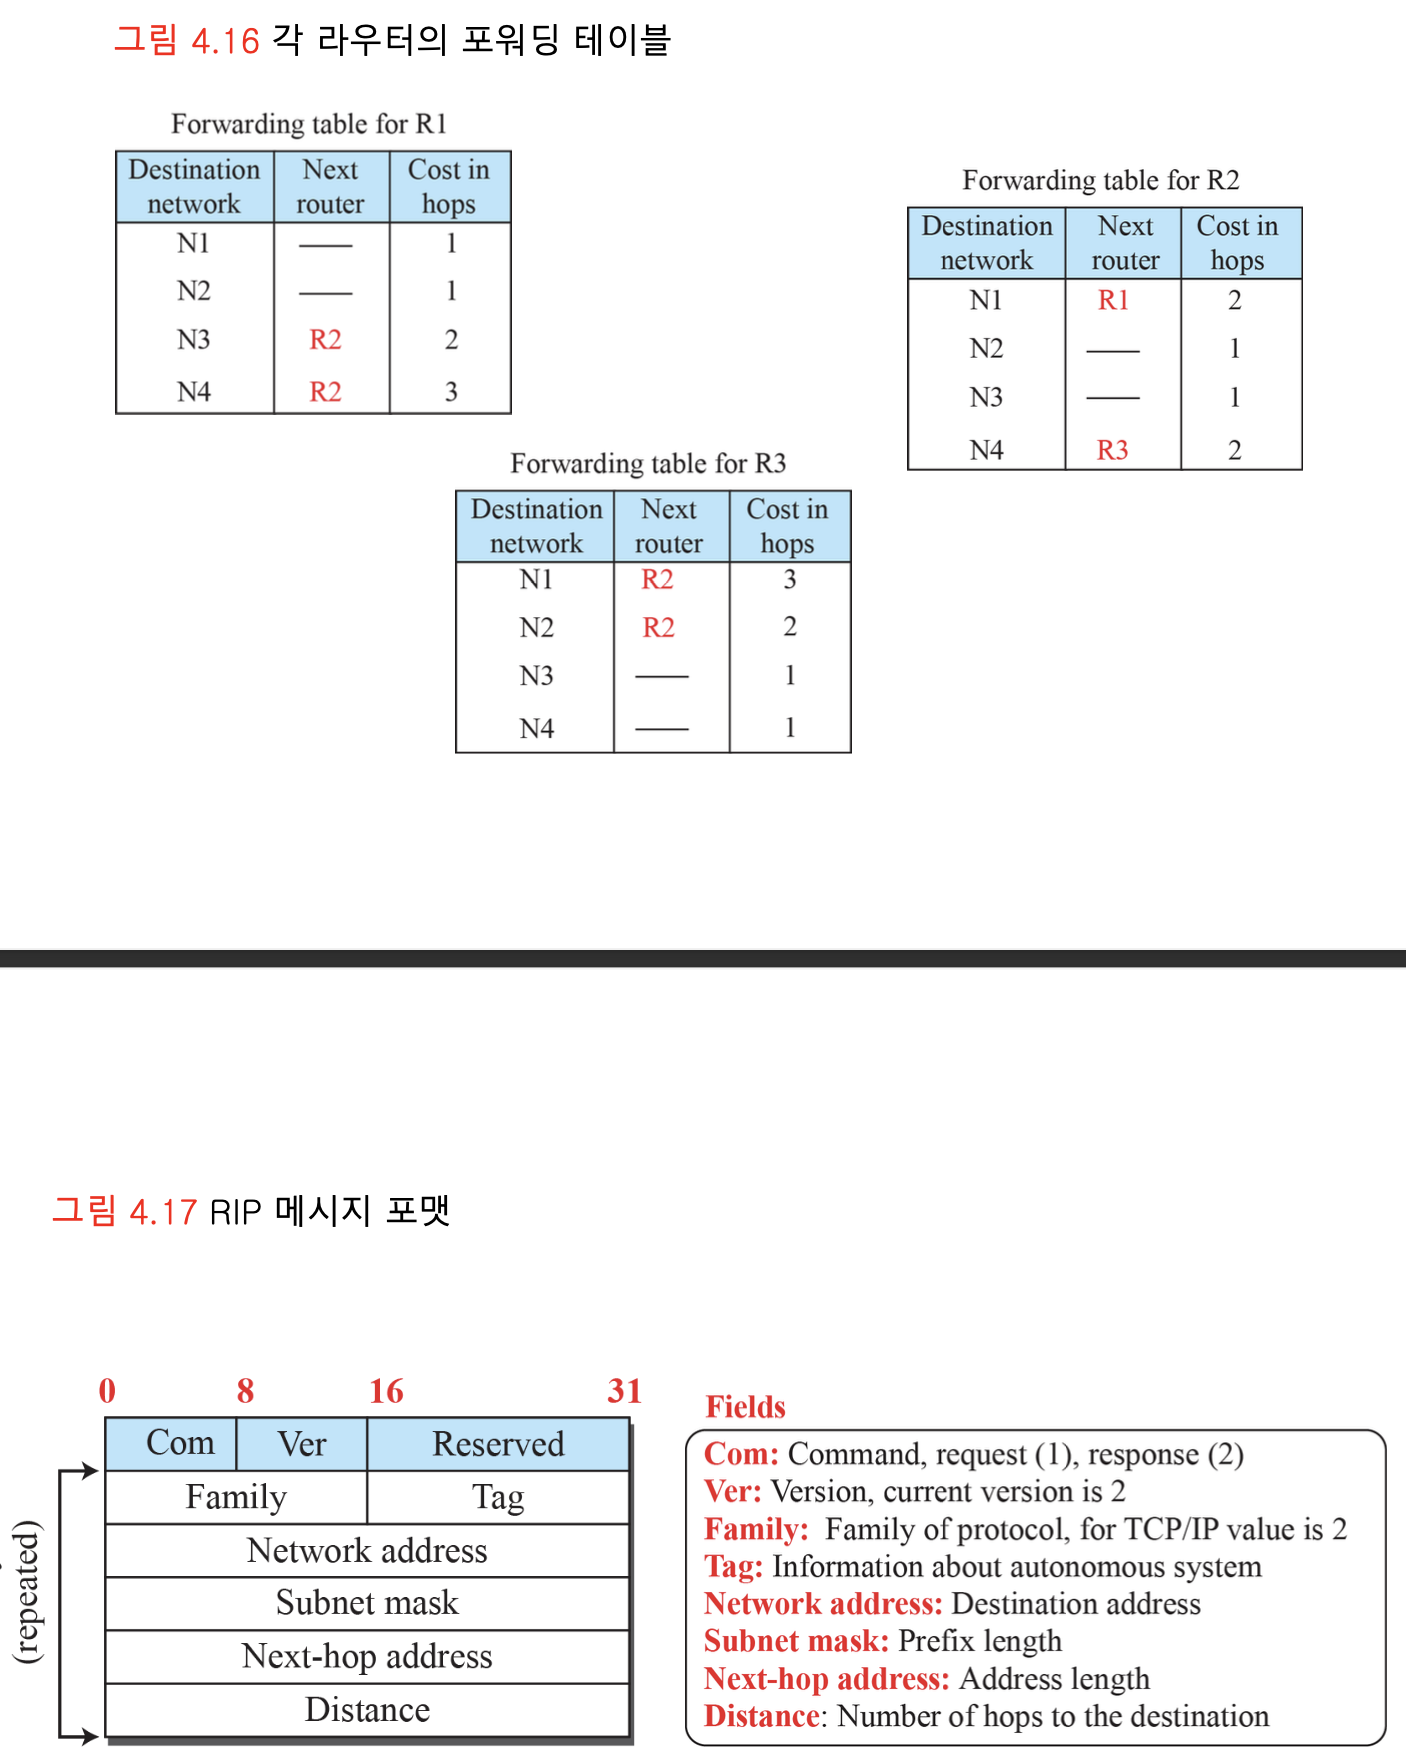 그림 4.16 각 라우터의 포워딩 테이블
Forwarding table for R1
Destination network Next router Cost in hops
N1 —— 1
N2 —— 1
N3 R2 2
N4 R2 3
Forwarding table for R2
Destination network Next router Cost in hops
N1 R1 2
N2 —— 1
N3 —— 1
N4 R3 2
Forwarding table for R3
Destination network Next router Cost in hops
N1 R2 3
N2 R2 2
N3 —— 1
N4 —— 1
그림 4.17 RIP 메시지 포맷
0 8 16 31
Com Ver Reserved
Family Tag
Network address
Subnet mask
Next-hop address
Distance
(repeated)
Fields
Com: Command, request (1), response (2)
Ver: Version, current version is 2
Family: Family of protocol, for TCP/IP value is 2
Tag: Information about autonomous system
Network address: Destination address
Subnet mask: Prefix length
Next-hop address: Address length
Distance: Number of hops to the destination